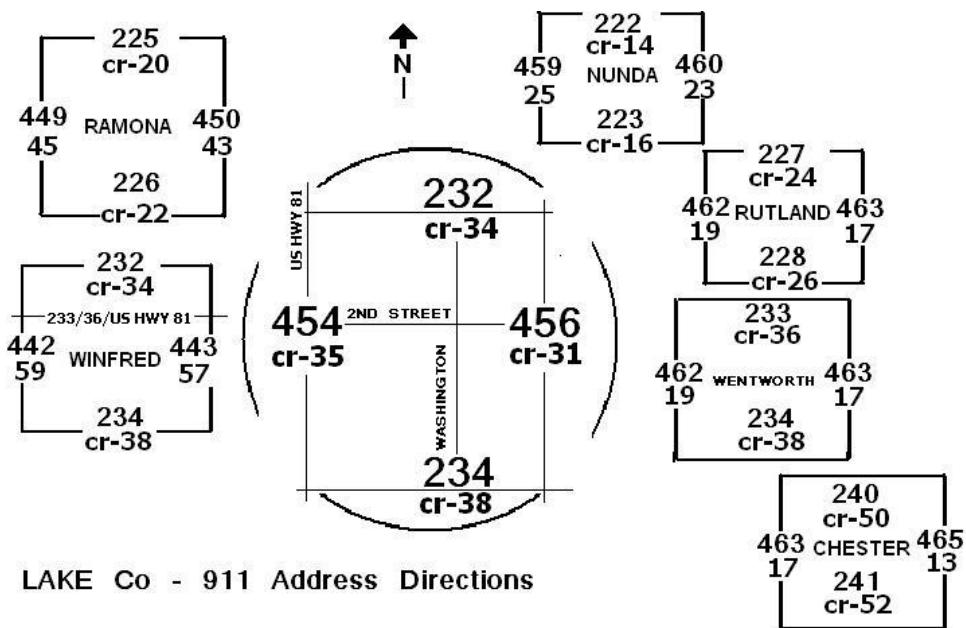 225
cr-20
449
45
RAMONA
450
43
226
cr-22
N
222
cr-14
459
25
NUNDA
460
23
223
cr-16
227
cr-24
462
19
RUTLAND
463
17
228
cr-26
232
cr-34
233/36/US HWY 81
442
59
WINFRED
443
57
234
cr-38
US HWY 81
232
cr-34
454
cr-35
2ND STREET
456
cr-31
WASHINGTON
234
cr-38
233
cr-36
462
19
WENTWORTH
463
17
234
cr-38
240
cr-50
463
17
CHESTER
465
13
241
cr-52
LAKE Co - 911 Address Directions